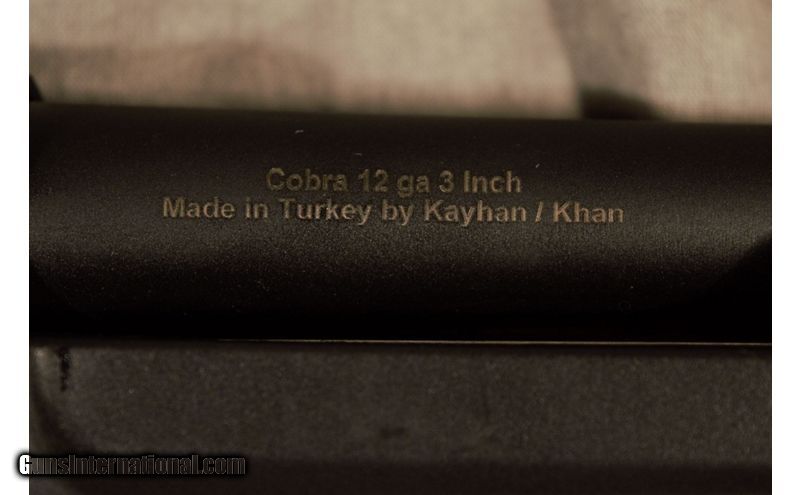 Cobra 12 ga 3 Inch
Made in Turkey by Kayhan / Khan
GunsInternational.com